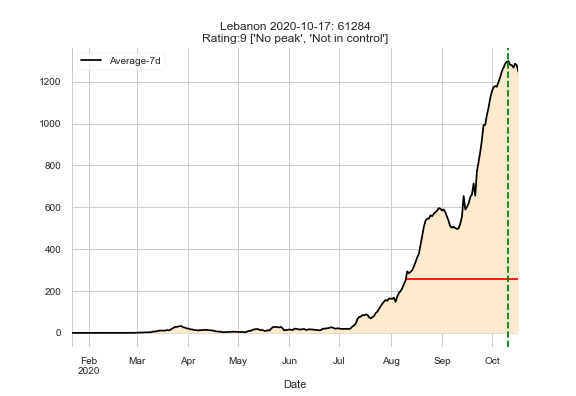 Lebanon 2020-10-17: 61284
Rating:9 ['No peak', 'Not in control']
Average-7d
1200
1000
800
600
400
200
0
Feb Mar Apr May Jun Jul Aug Sep Oct
2020
Date